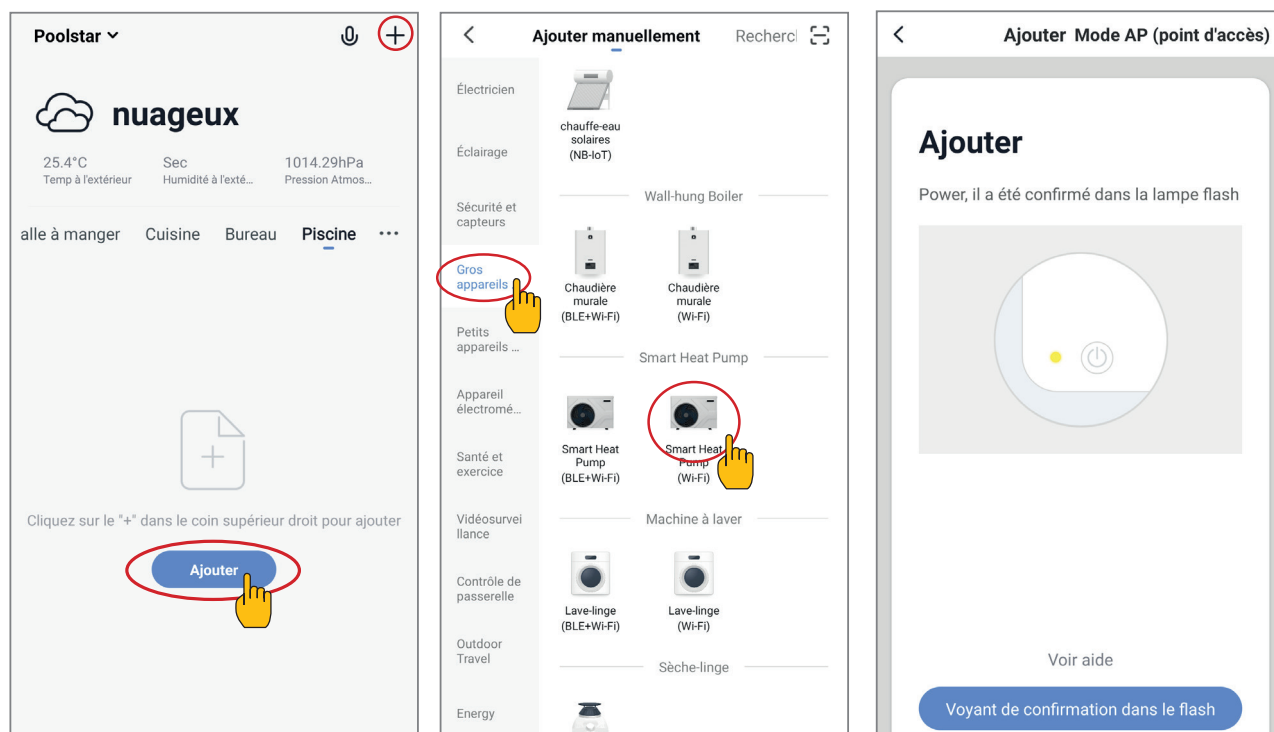 Poolstar
nuageux
25.4°C
Temp à l'extérieur
Sec
Humidité à l'exté...
1014.29hPa
Pression Atmos...
alle à manger Cuisine Bureau Piscine ...
Cliquez sur le "+" dans le coin supérieur droit pour ajouter
Ajouter
Ajouter manuellement Rechercl
Électricien
Éclairage
Sécurité et
capteurs
Gros
appareils
Petits
appareils ...
Appareil
électromé...
Santé et
exercice
Vidéosurvei
llance
Contrôle de
passerelle
Outdoor
Travel
Energy
chauffe-eau
solaires
(NB-IoT)
Wall-hung Boiler
Chaudière
murale
(BLE+Wi-Fi)
Chaudière
murale
(Wi-Fi)
Smart Heat Pump
Smart Heat
Pump
(BLE+Wi-Fi)
Smart Heat
Pump
(Wi-Fi)
Machine à laver
Lave-linge
(BLE+Wi-Fi)
Lave-linge
(Wi-Fi)
Sèche-linge
Ajouter Mode AP (point d'accès)
Ajouter
Power, il a été confirmé dans la lampe flash
Voir aide
Voyant de confirmation dans le flash